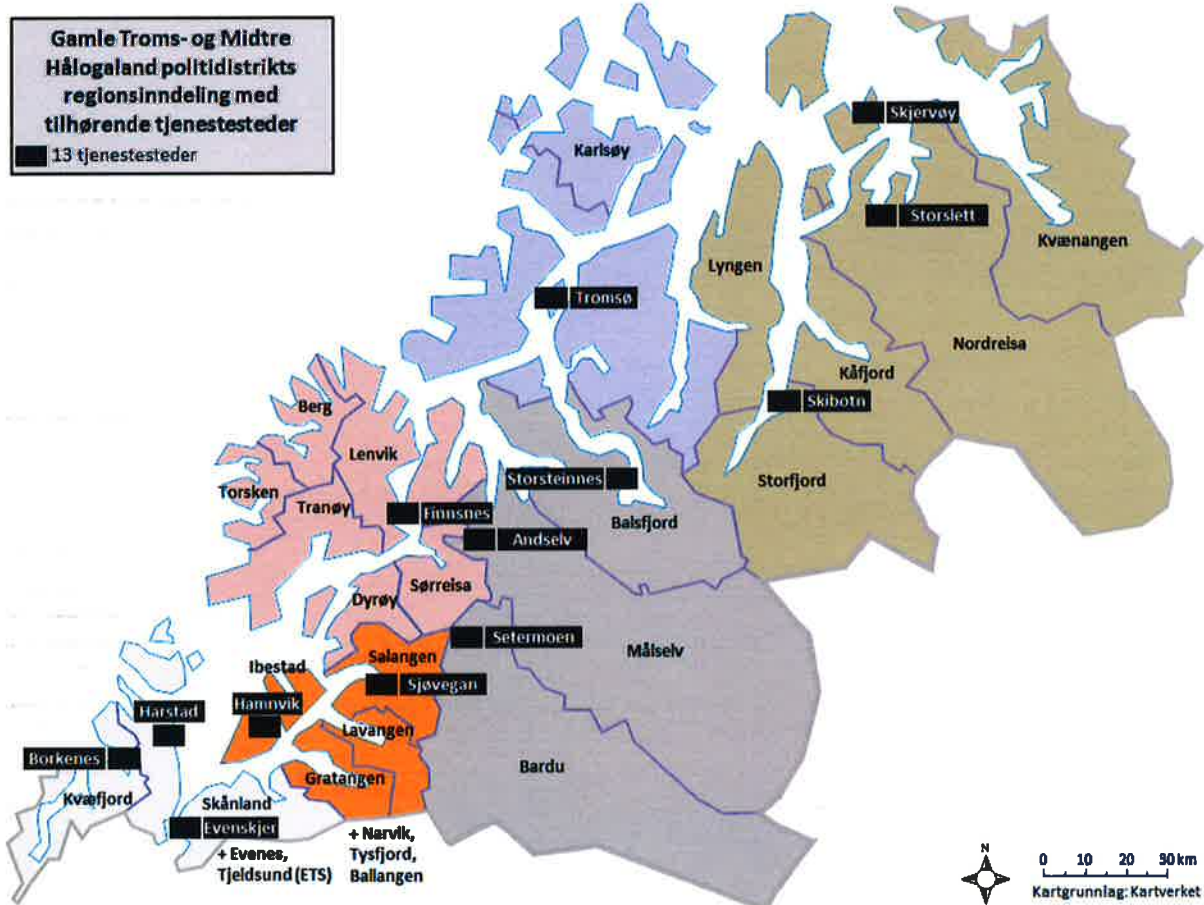 Gamle Troms- og Midtre
Hålogaland politidistrikts
regionsinndeling med
tilhørende tjenestesteder
13 tjenestesteder
Skjervøy
Karlsøy
Storslett
Kvænangen
Lyngen
Tromsø
Nordreisa
Kåfjord
Skibotn
Berg
Lenvik
Storsteinnes
Storfjord
Torsken
Tranøy
Finnsnes
Balsfjord
Andselv
Sørreisa
Dyrøy
Setermoen
Målselv
Salangen
Ibestad
Sjøvegan
Hamnvik
Harstad
Lavangen
Borkenes
Bardu
Gratangen
Kvæfjord
Skånland
Evenskjer
+ Evenes,
Tjeldsund (ETS)
+ Narvik,
Tysfjord,
Ballangen
N
0 10 20 30 km
Kartgrunnlag: Kartverket